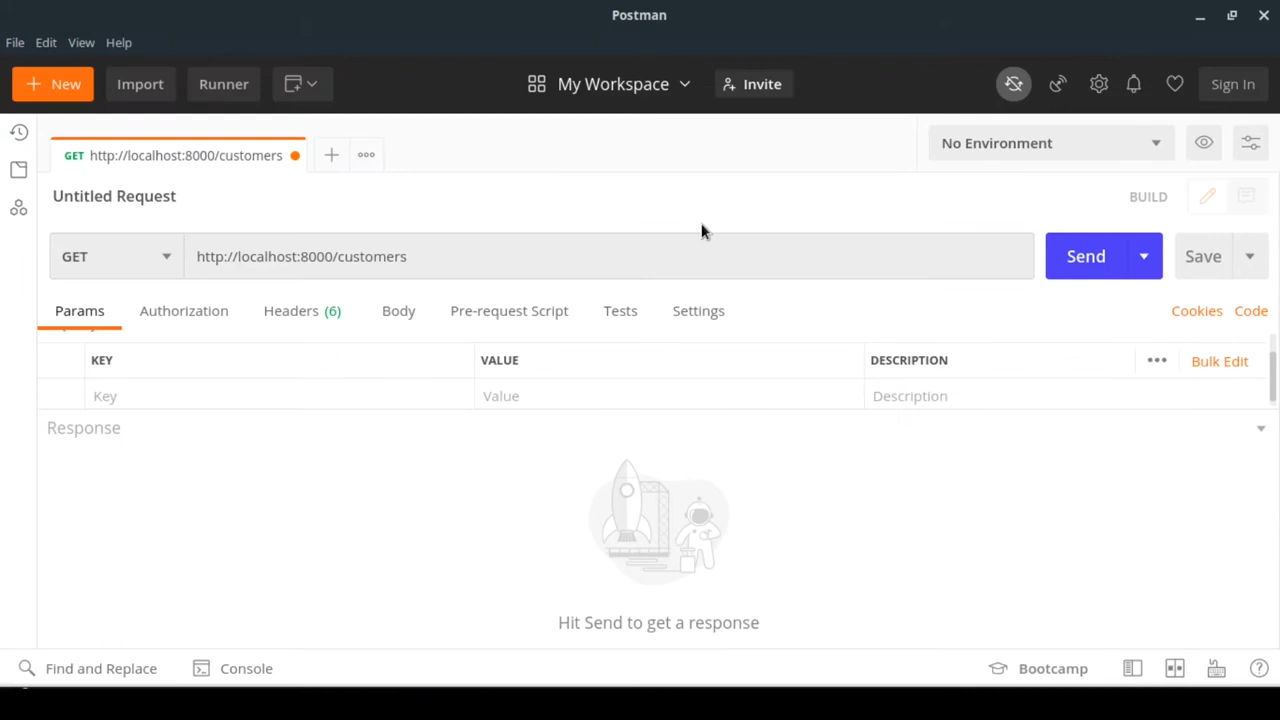 Postman
File Edit View Help
New Import Runner My Workspace Invite Sign In
GET http://localhost:8000/customers No Environment
Untitled Request BUILD
GET http://localhost:8000/customers Send Save
Params Authorization Headers (6) Body Pre-request Script Tests Settings Cookies Code
KEY VALUE DESCRIPTION Bulk Edit
Key Value Description
Response
Hit Send to get a response
Find and Replace Console Bootcamp